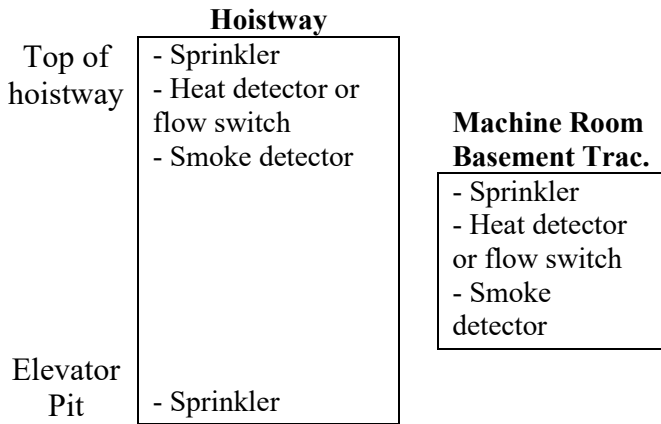 Hoistway
Top of
hoistway
- Sprinkler
- Heat detector or
flow switch
- Smoke detector
Machine Room
Basement Trac.
- Sprinkler
- Heat detector
or flow switch
- Smoke
detector
Elevator
Pit
- Sprinkler